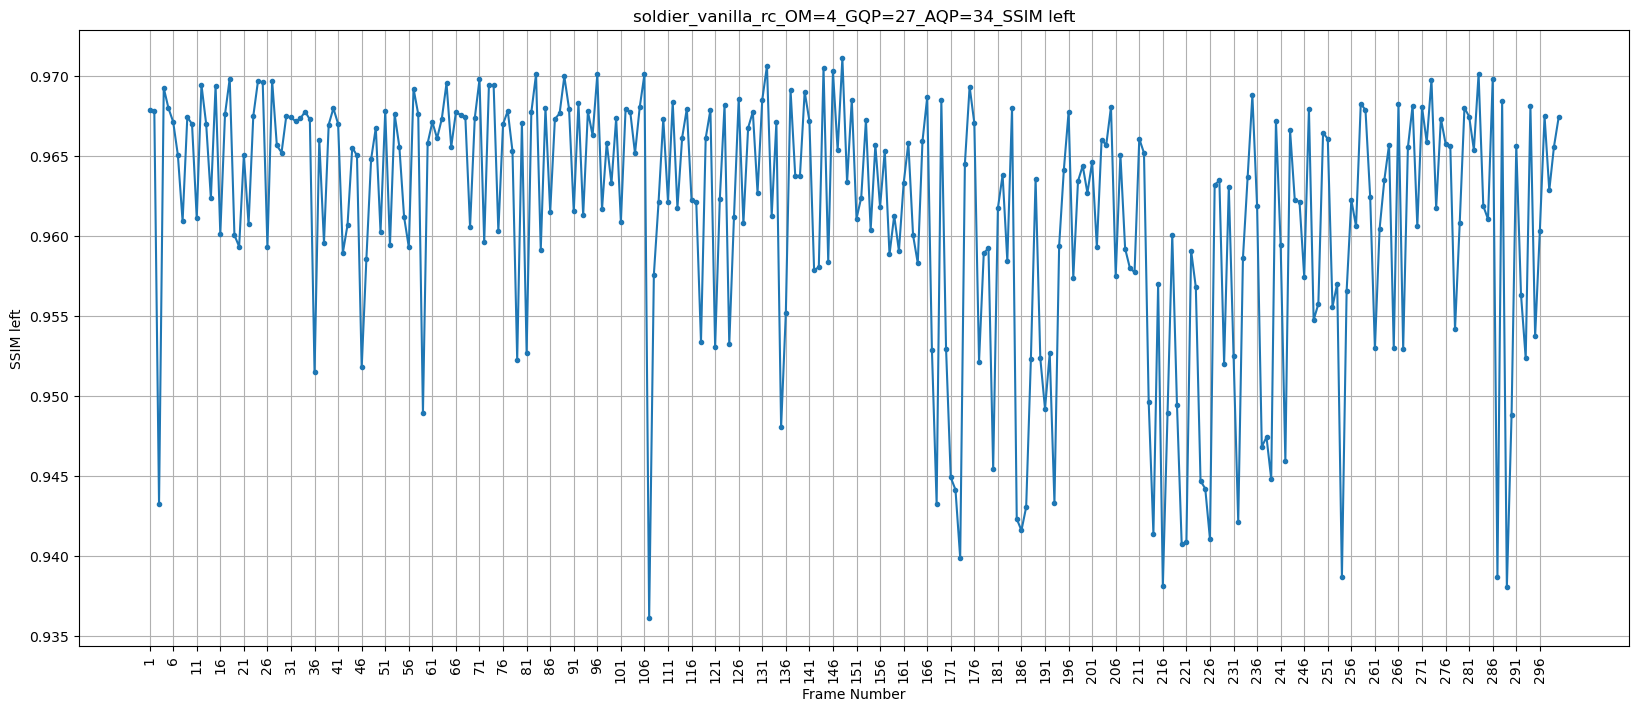 soldier_vanilla_rc_OM=4_GQP=27_AQP=34_SSIM left
SSIM left
0.970
0.965
0.960
0.955
0.950
0.945
0.940
0.935
1 6 11 16 21 26 31 36 41 46 51 56 61 66 71 76 81 86 91 96 101 106 111 116 121 126 131 136 141 146 151 156 161 166 171 176 181 186 191 196 201 206 211 216 221 226 231 236 241 246 251 256 261 266 271 276 281 286 291 296
Frame Number